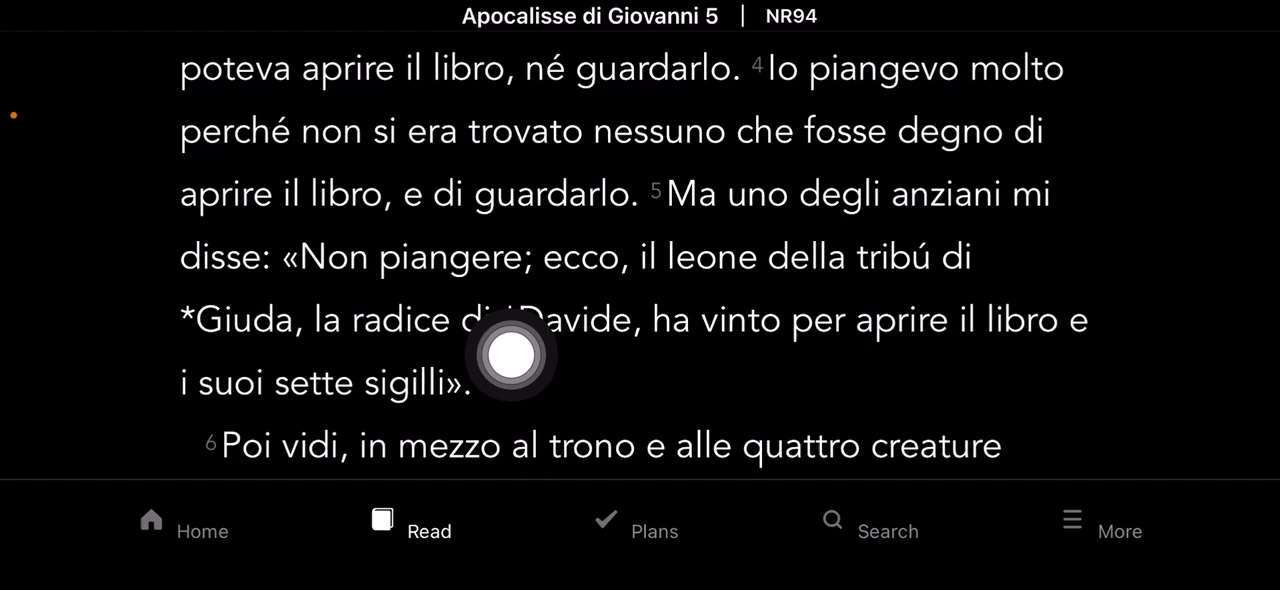 Apocalisse di Giovanni 5 | NR94
poteva aprire il libro, né guardarlo. 4 Io piangevo molto
perché non si era trovato nessuno che fosse degno di
aprire il libro, e di guardarlo. 5 Ma uno degli anziani mi
disse: «Non piangere; ecco, il leone della tribú di
*Giuda, la radice di *Davide, ha vinto per aprire il libro e
i suoi sette sigilli».
6 Poi vidi, in mezzo al trono e alle quattro creature
Home Read Plans Search More